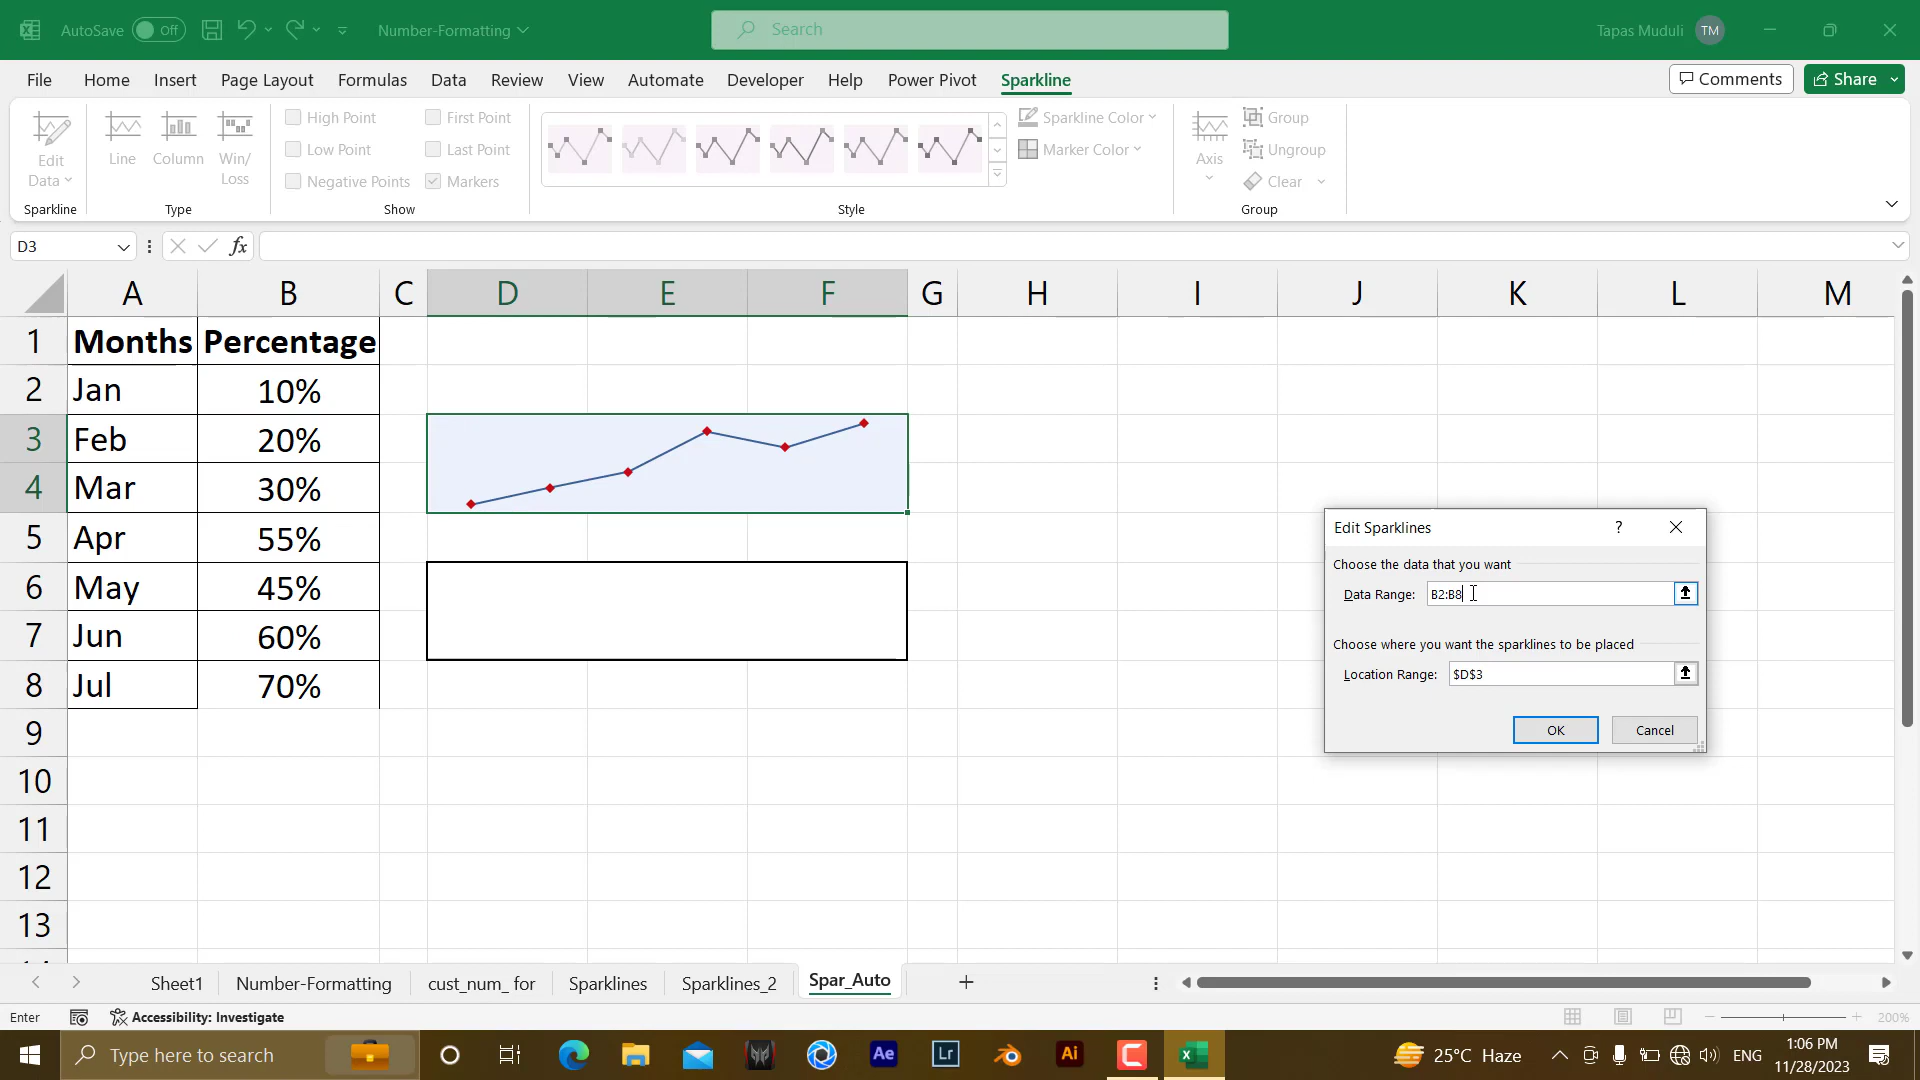 AutoSave Off Number-Formatting Search Tapas Muduli TM
File Home Insert Page Layout Formulas Data Review View Automate Developer Help Power Pivot Sparkline Comments Share
Edit Data Line Column Win/Loss
High Point First Point
Low Point Last Point
Negative Points Markers
Sparkline Color
Marker Color
Axis
Group
Ungroup
Clear
Sparkline Type Show Style Group
D3 fx
A B C D E F G H I J K L M
1 Months Percentage
2 Jan 10%
3 Feb 20%
4 Mar 30%
5 Apr 55%
6 May 45%
7 Jun 60%
8 Jul 70%
9
10
11
12
13
Edit Sparklines ?
Choose the data that you want
Data Range: B2:B8
Choose where you want the sparklines to be placed
Location Range: $D$3
OK Cancel
Sheet1 Number-Formatting cust_num_ for Sparklines Sparklines_2 Spar_Auto
Enter Accessibility: Investigate 200%
Type here to search Ae Lr Ai 25°C Haze ENG 1:06 PM
11/28/2023